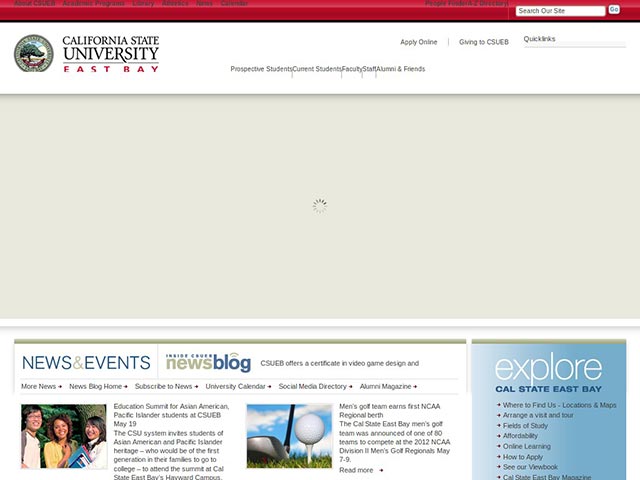 About CSUEB Academic Programs Library Athletics News Calendar People Finder A-Z Directory
Search Our Site Go
CALIFORNIA STATE
UNIVERSITY
EAST BAY
Apply Online Giving to CSUEB Quicklinks
Prospective Students Current Students Faculty Staff Alumni & Friends
NEWS & EVENTS
INSIDE CSUEB
newsblog
CSUEB offers a certificate in video game design and
More News News Blog Home Subscribe to News University Calendar Social Media Directory Alumni Magazine
Education Summit for Asian American,
Pacific Islander students at CSUEB
May 19
The CSU system invites students of
Asian American and Pacific Islander
heritage – who would be of the first
generation in their families to go to
college – to attend the summit at Cal
State East Bay's Hayward Campus.
Men's golf team earns first NCAA
Regional berth
The Cal State East Bay men's golf
team was announced of one of 80
teams to compete at the 2012 NCAA
Division II Men's Golf Regionals May
7-9.
Read more
explore
CAL STATE EAST BAY
Where to Find Us - Locations & Maps
Arrange a visit and tour
Fields of Study
Affordability
Online Learning
How to Apply
See our Viewbook
Cal State East Bay Magazine